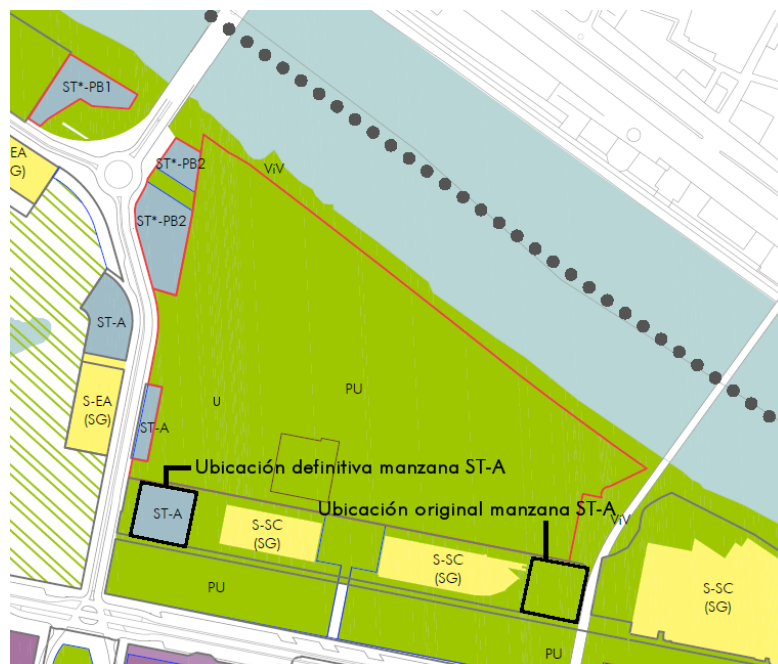 ST*-PB1
-EA
G)
ST*-PB2
ViV
ST*-PB2
ST-A
PU
U
S-EA
(SG)
ST-A
Ubicación definitiva manzana ST-A
Ubicación original manzana ST-A
ViV
ST-A
S-SC
(SG)
S-SC
(SG)
S-SC
(SG)
PU
PU